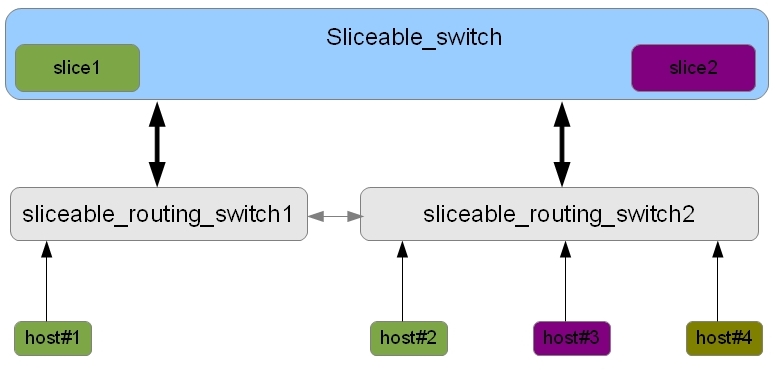 Sliceable_switch
slice1
slice2
sliceable_routing_switch1
sliceable_routing_switch2
host#1
host#2
host#3
host#4